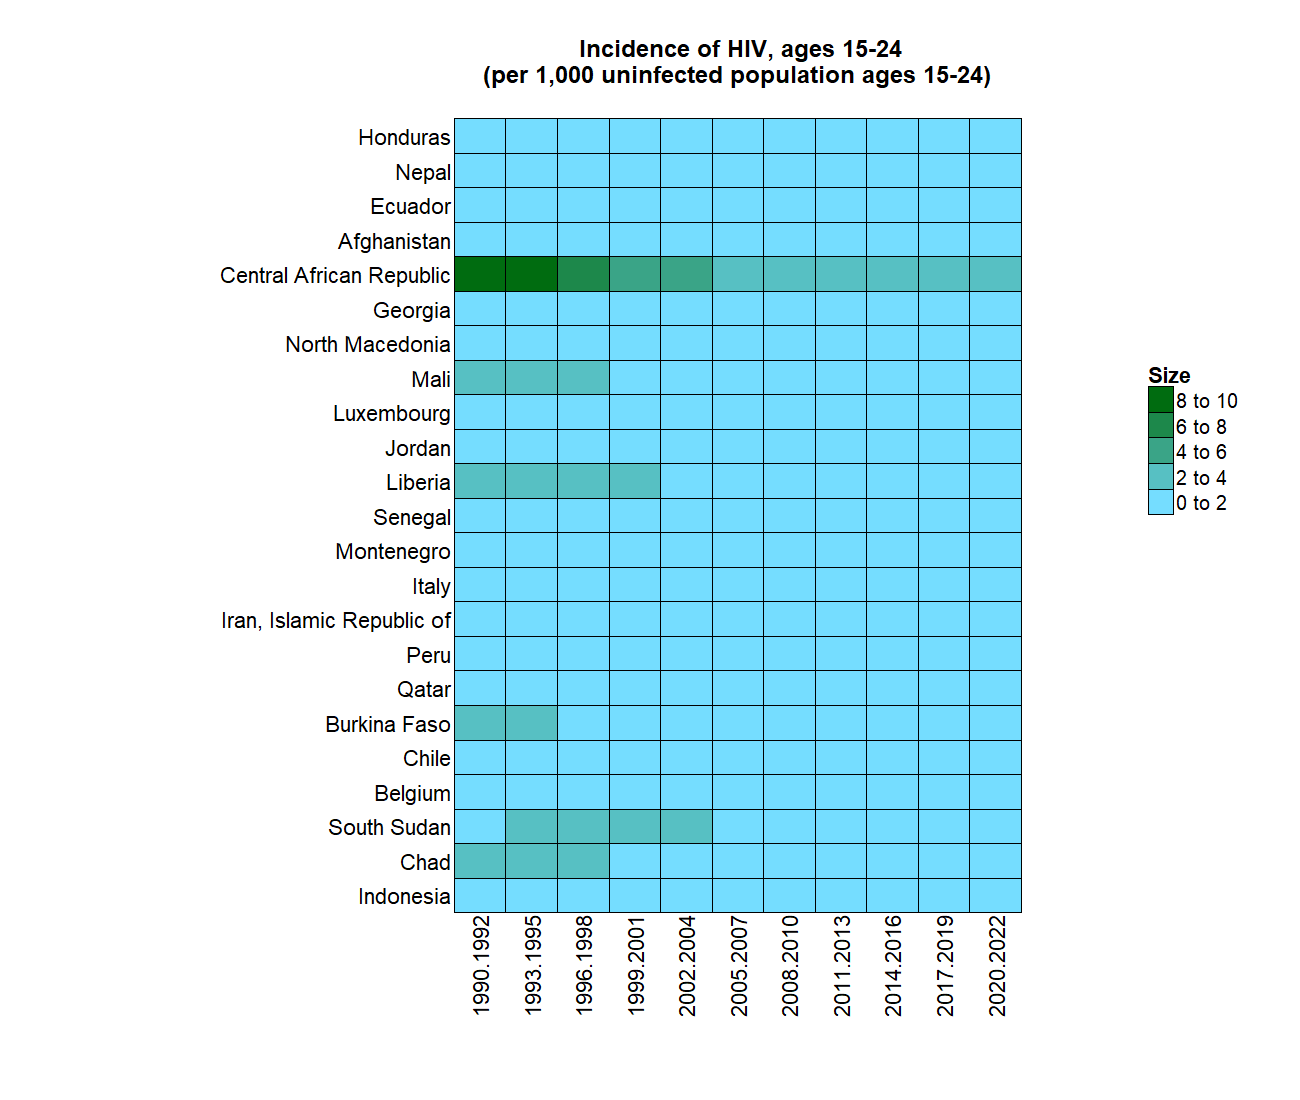 Incidence of HIV, ages 15-24
(per 1,000 uninfected population ages 15-24)
Honduras
Nepal
Ecuador
Afghanistan
Central African Republic
Georgia
North Macedonia
Mali
Luxembourg
Jordan
Liberia
Senegal
Montenegro
Italy
Iran, Islamic Republic of
Peru
Qatar
Burkina Faso
Chile
Belgium
South Sudan
Chad
Indonesia
1990.1992
1993.1995
1996.1998
1999.2001
2002.2004
2005.2007
2008.2010
2011.2013
2014.2016
2017.2019
2020.2022
Size
8 to 10
6 to 8
4 to 6
2 to 4
0 to 2